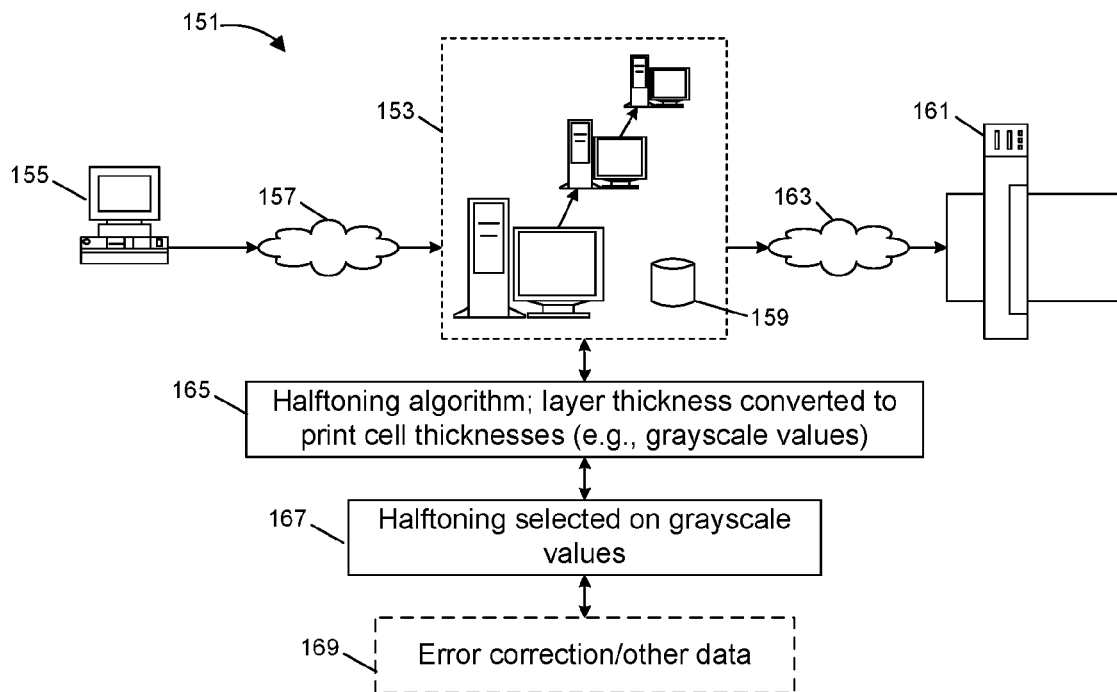 151
153
161
155
157
163
159
165
Halftoning algorithm; layer thickness converted to
print cell thicknesses (e.g., grayscale values)
167
Halftoning selected on grayscale
values
169
Error correction/other data